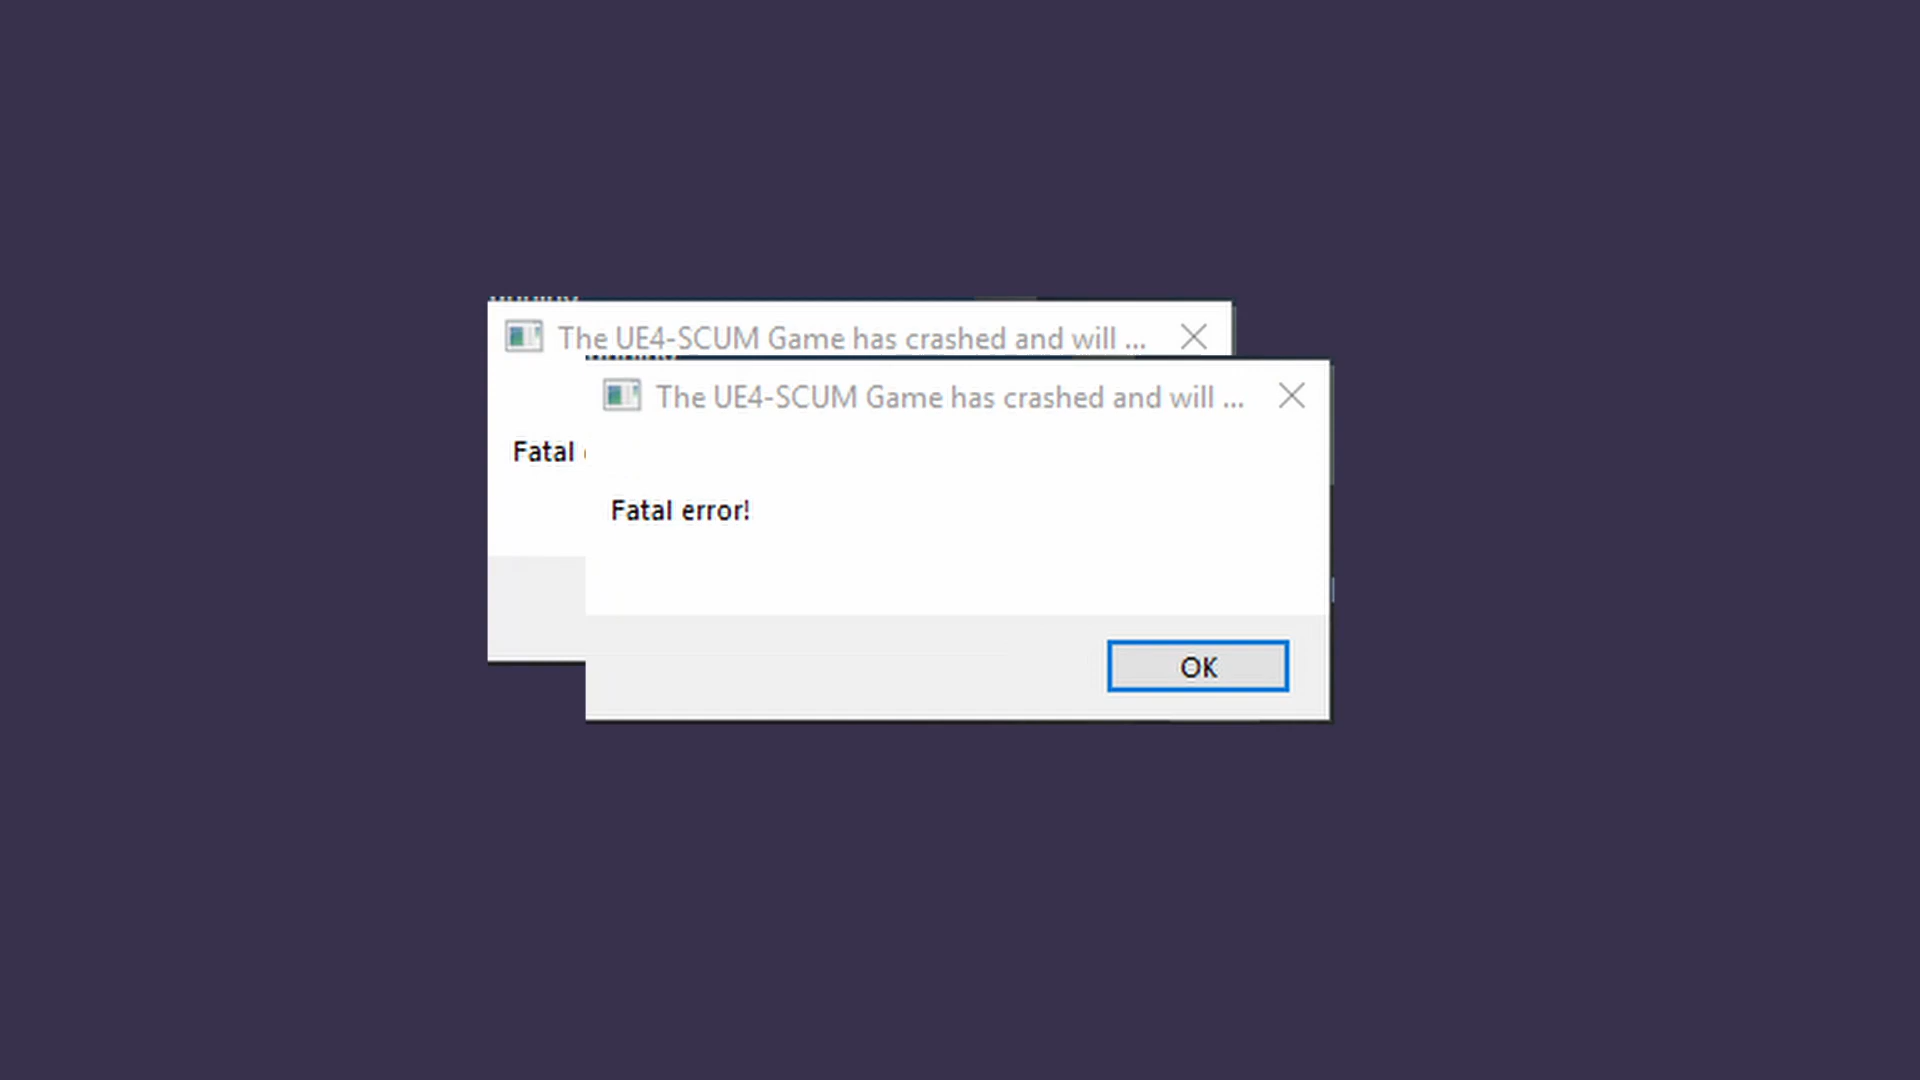 The UE4-SCUM Game has crashed and will ...
Fatal
The UE4-SCUM Game has crashed and will ...
Fatal error!
OK